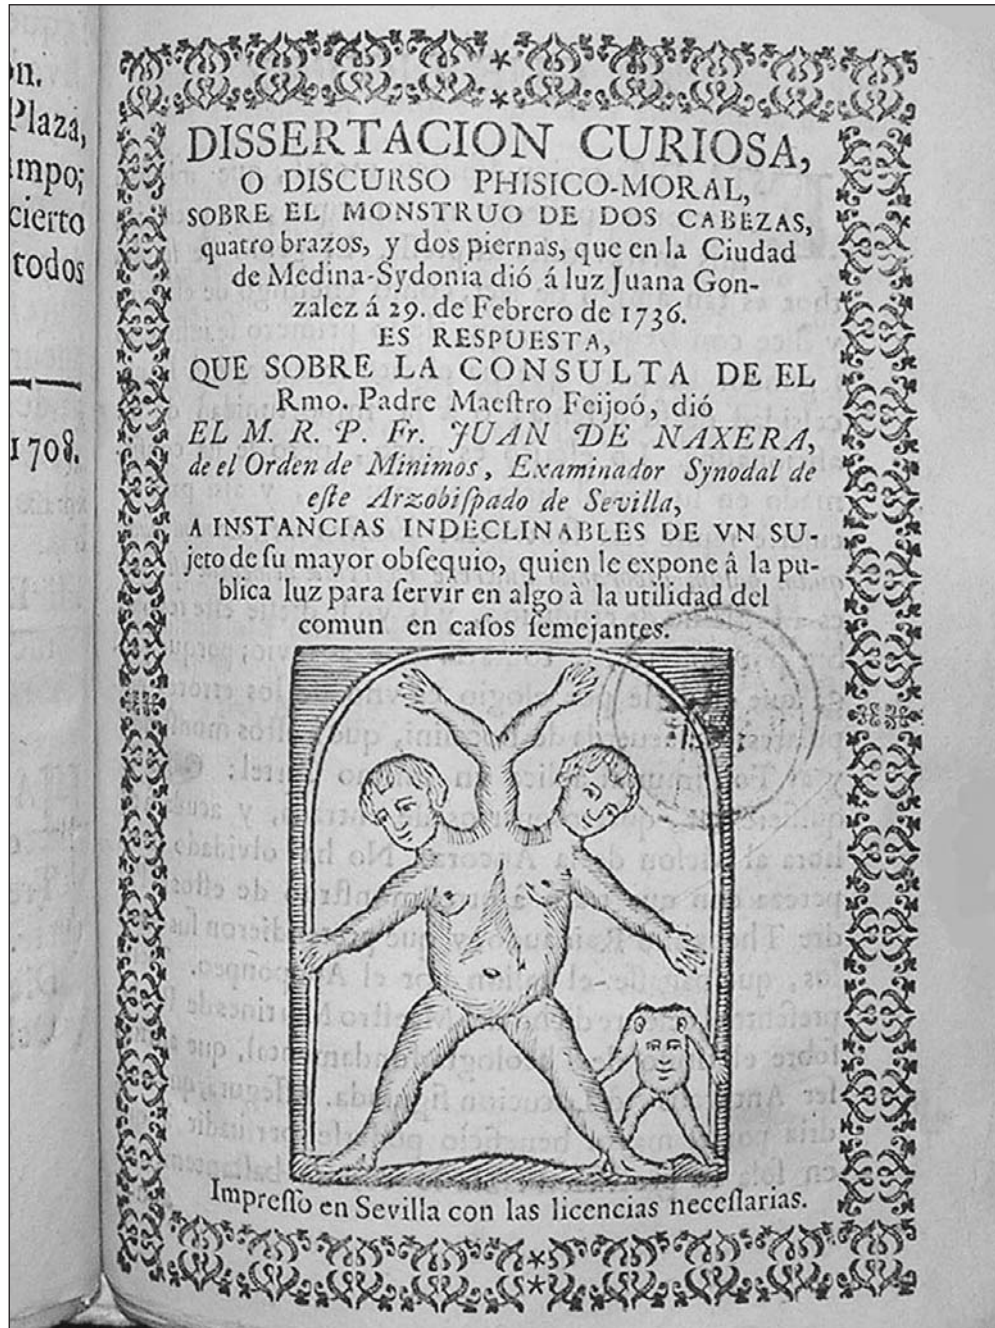 on.
Plaza,
ampo;
cierto
todos
1708.
DISSERTACION CURIOSA,
O DISCURSO PHISICO-MORAL,
SOBRE EL MONSTRUO DE DOS CABEZAS,
quatro brazos, y dos piernas, que en la Ciudad
de Medina-Sydonia dió á luz Juana Gon-
zalez á 29. de Febrero de 1736.
ES RESPUESTA,
QUE SOBRE LA CONSULTA DE EL
Rmo. Padre Maeſtro Feijoó, dió
EL M. R. P. Fr. JUAN DE NAXERA,
de el Orden de Minimos, Examinador Synodal de
eſte Arzobiſpado de Sevilla,
A INSTANCIAS INDECLINABLES DE VN SU-
jeto de ſu mayor obſequio, quien le expone â la pu-
blica luz para ſervir en algo à la utilidad del
comun en caſos ſemejantes.
Impreſſo en Sevilla con las licencias neceſſarias.